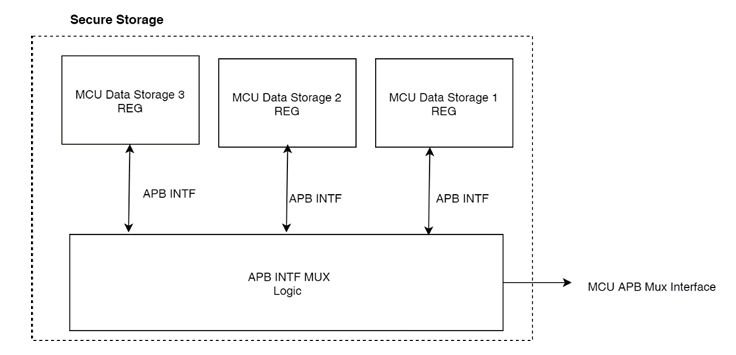 Secure Storage
MCU Data Storage 3
REG
MCU Data Storage 2
REG
MCU Data Storage 1
REG
APB INTF
APB INTF
APB INTF
APB INTF MUX
Logic
MCU APB Mux Interface